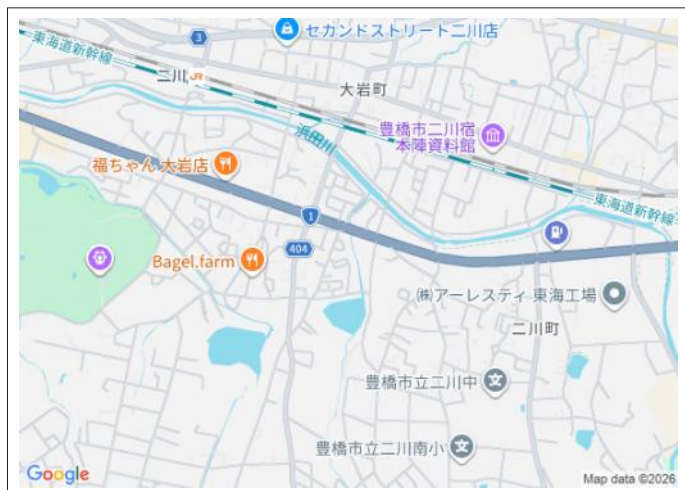 セカンドストリート二川店
3
東海道新幹線
二川 JR
大岩町
浜田川
豊橋市二川宿
本陣資料館
福ちゃん 大岩店
東海道新幹線
1
404
Bagel.farm
(株)アーレスティ 東海工場
二川町
豊橋市立二川中
文
豊橋市立二川南小
文
Google
Map data ©2026